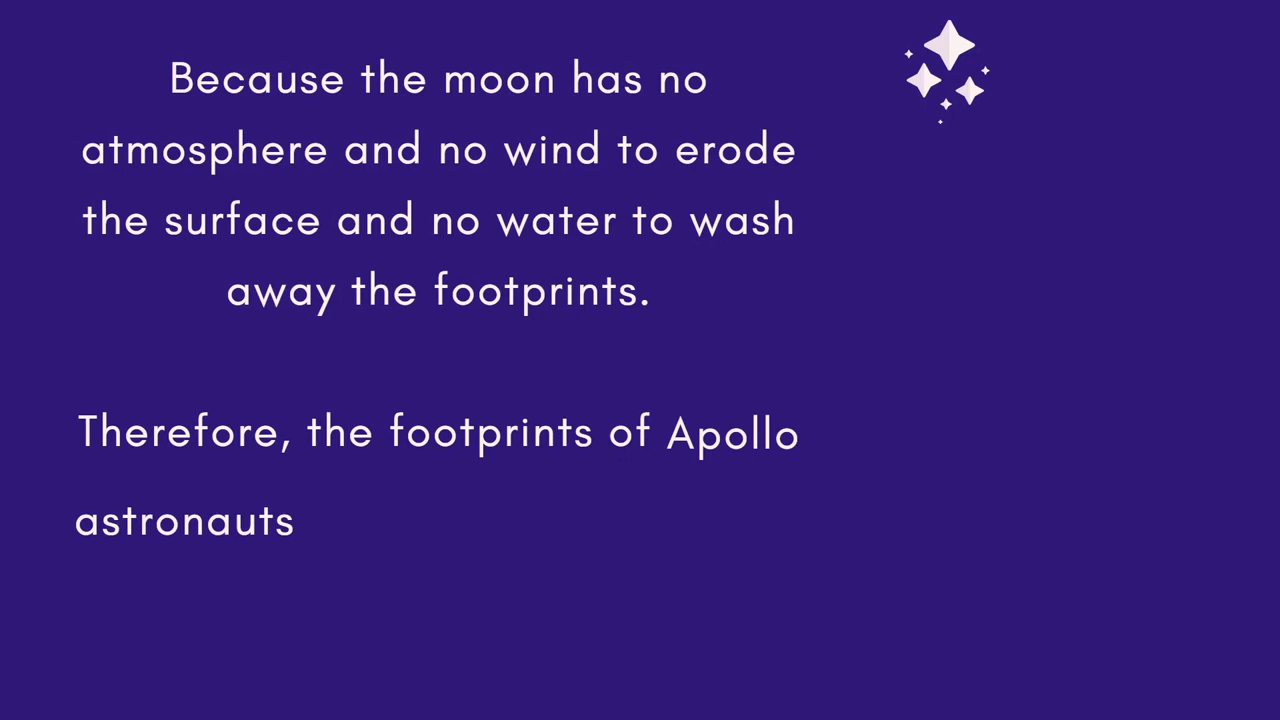 Because the moon has no
atmosphere and no wind to erode
the surface and no water to wash
away the footprints.
Therefore, the footprints of Apollo
astronauts